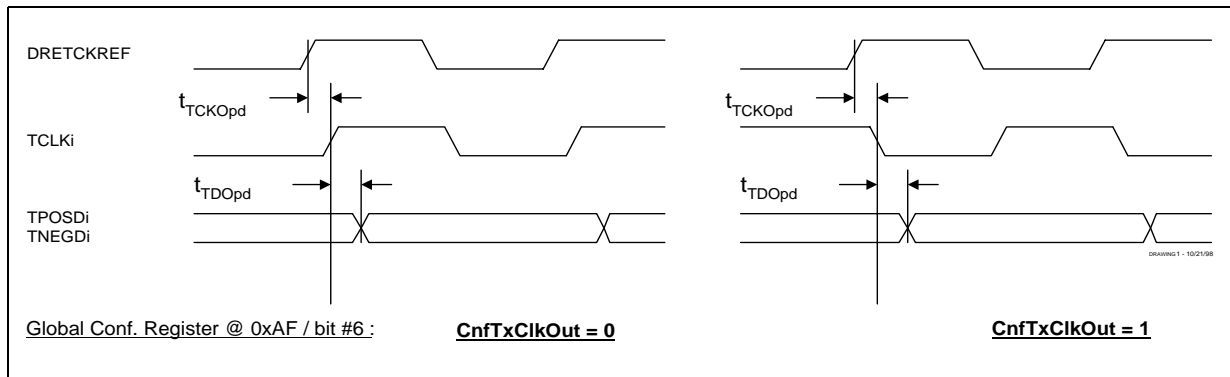 DRETCKREF
tTCKOpd
tTCKOpd
TCLKi
tTDOpd
tTDOpd
TPOSDi
TNEGDi
DRAWING 1 - 10/21/98
Global Conf. Register @ 0xAF / bit #6 : CnfTxClkOut = 0 CnfTxClkOut = 1